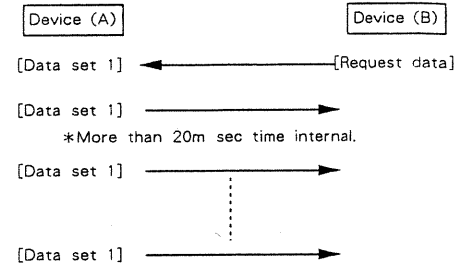 Device (A) Device (B)
[Data set 1] [Request data]
[Data set 1]
*More than 20m sec time internal.
[Data set 1]
[Data set 1]